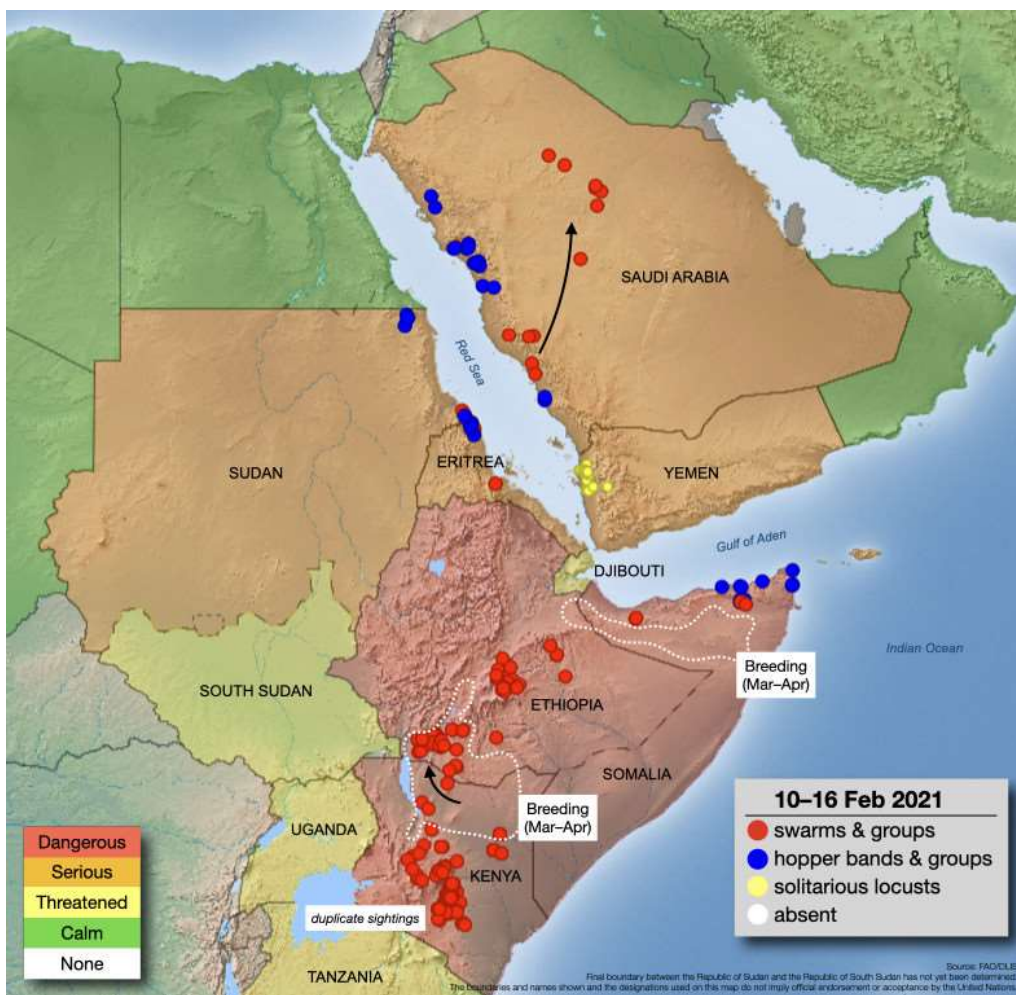 SAUDI ARABIA
Red Sea
SUDAN
ERITREA
YEMEN
Gulf of Aden
DJIBOUTI
Indian Ocean
Breeding
(Mar–Apr)
SOUTH SUDAN
ETHIOPIA
SOMALIA
Breeding
(Mar–Apr)
UGANDA
KENYA
duplicate sightings
TANZANIA
Dangerous
Serious
Threatened
Calm
None
10–16 Feb 2021
swarms & groups
hopper bands & groups
solitarious locusts
absent
Source: FAO/DLIS
Final boundary between the Republic of Sudan and the Republic of South Sudan has not yet been determined.
The boundaries and names shown and the designations used on this map do not imply official endorsement or acceptance by the United Nations.